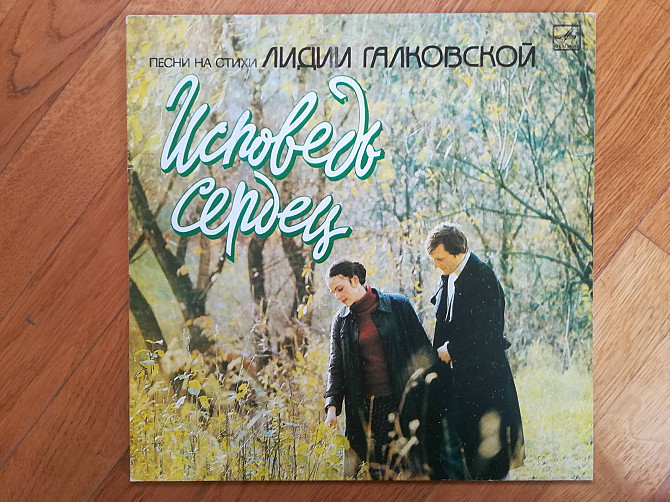 ПЕСНИ НА СТИХИ ЛИДИИ ГАЛКОВСКОЙ
Исповедь
сердец